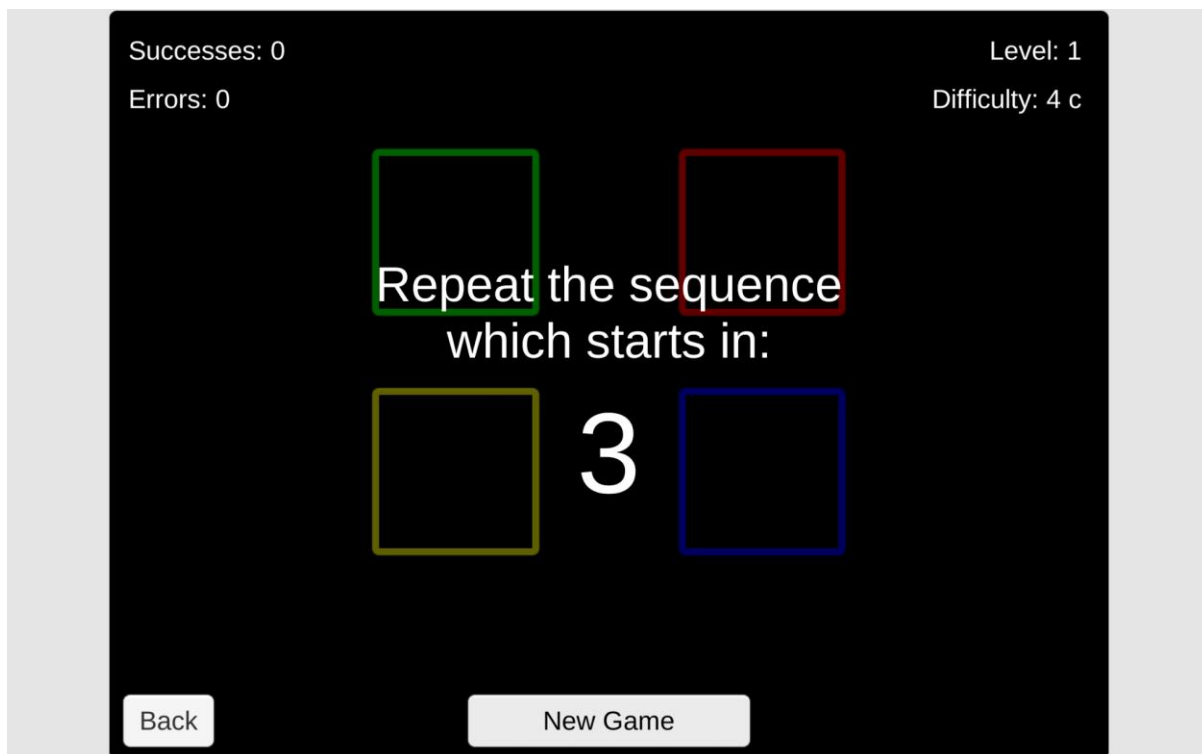 Successes: 0
Level: 1
Errors: 0
Difficulty: 4 c
Repeat the sequence
which starts in:
3
Back
New Game